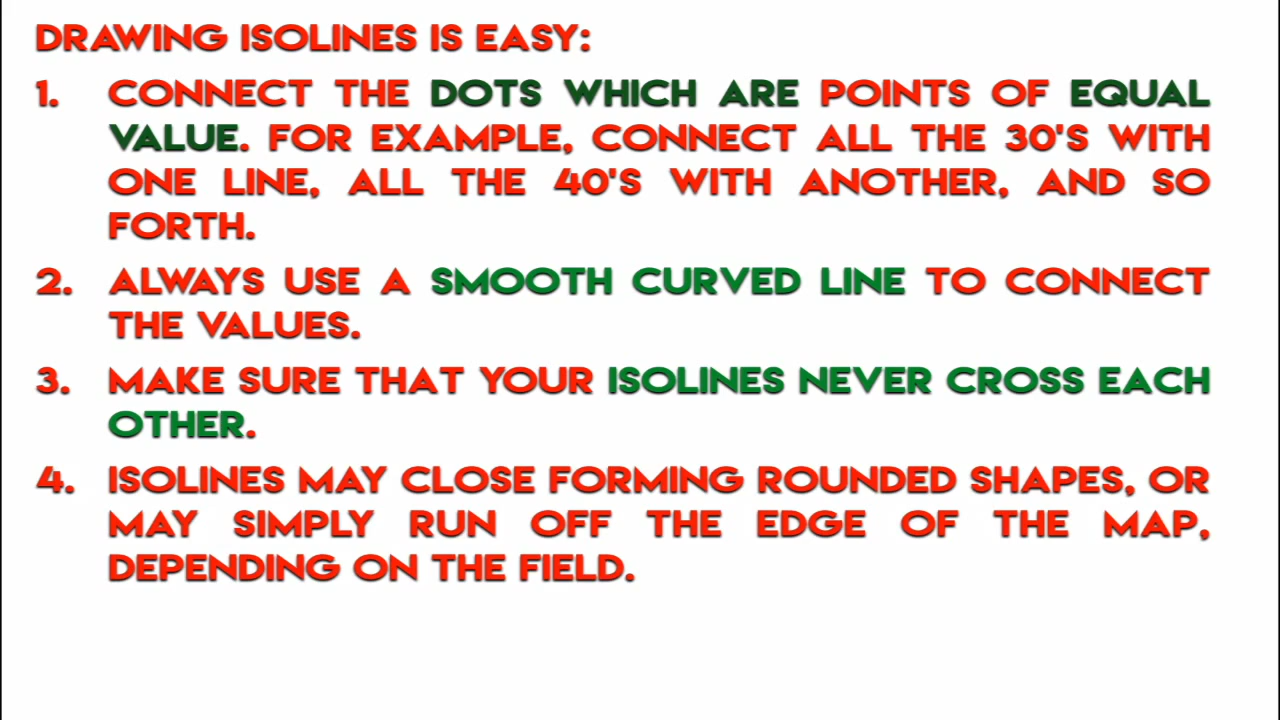 DRAWING ISOLINES IS EASY:
1. CONNECT THE DOTS WHICH ARE POINTS OF EQUAL
VALUE. FOR EXAMPLE, CONNECT ALL THE 30'S WITH
ONE LINE, ALL THE 40'S WITH ANOTHER, AND SO
FORTH.
2. ALWAYS USE A SMOOTH CURVED LINE TO CONNECT
THE VALUES.
3. MAKE SURE THAT YOUR ISOLINES NEVER CROSS EACH
OTHER.
4. ISOLINES MAY CLOSE FORMING ROUNDED SHAPES, OR
MAY SIMPLY RUN OFF THE EDGE OF THE MAP,
DEPENDING ON THE FIELD.